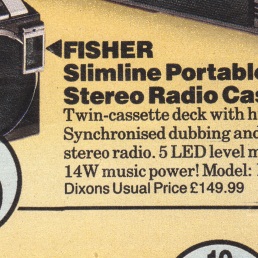 FISHER
Slimline Portable
Stereo Radio Cas
Twin-cassette deck with h
Synchronised dubbing and
stereo radio. 5 LED level m
14W music power! Model:
Dixons Usual Price £149.99
10